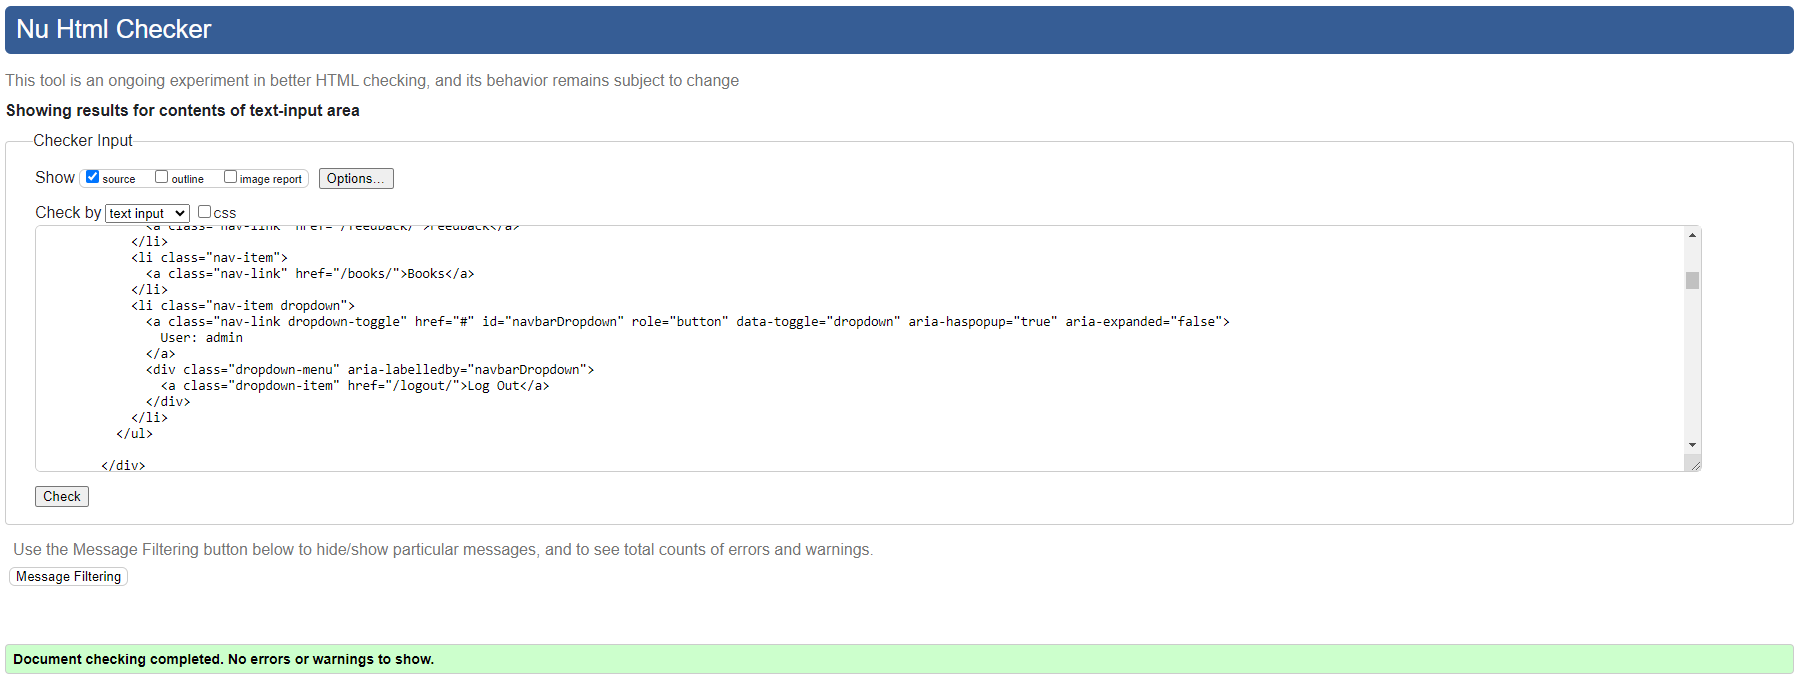 Nu Html Checker
This tool is an ongoing experiment in better HTML checking, and its behavior remains subject to change
Showing results for contents of text-input area
Checker Input
Show source outline image report Options...
Check by text input css
<a class="nav-link" href="/feedback/">Feedback</a>
</li>
<li class="nav-item">
<a class="nav-link" href="/books/">Books</a>
</li>
<li class="nav-item dropdown">
<a class="nav-link dropdown-toggle" href="#" id="navbarDropdown" role="button" data-toggle="dropdown" aria-haspopup="true" aria-expanded="false">
User: admin
</a>
<div class="dropdown-menu" aria-labelledby="navbarDropdown">
<a class="dropdown-item" href="/logout/">Log Out</a>
</div>
</li>
</ul>
</div>
Check
Use the Message Filtering button below to hide/show particular messages, and to see total counts of errors and warnings.
Message Filtering
Document checking completed. No errors or warnings to show.